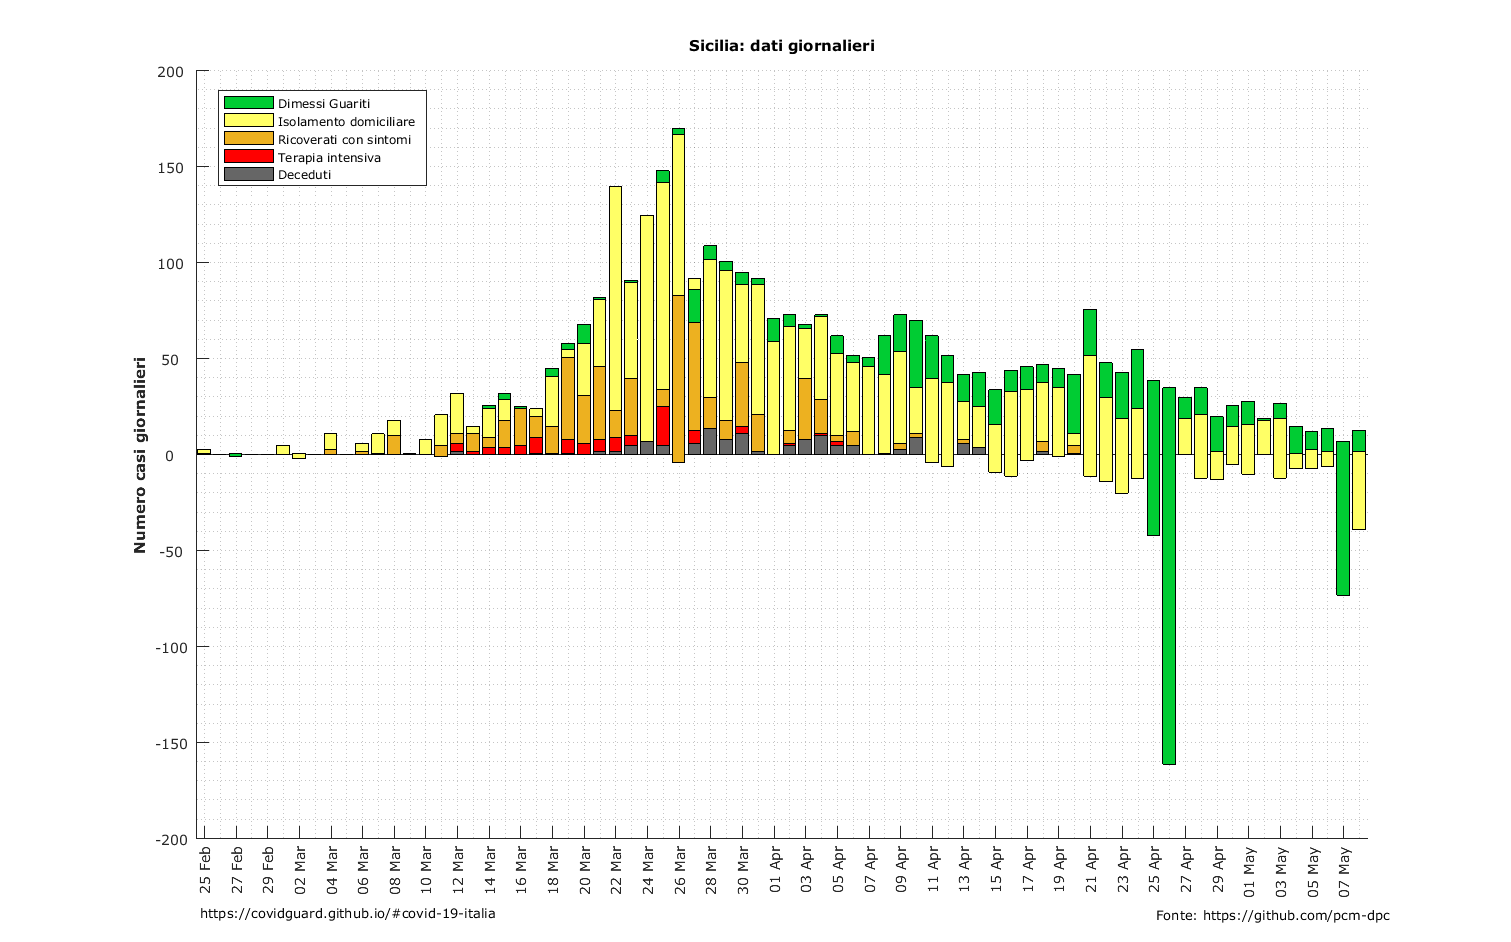 Sicilia: dati giornalieri
Dimessi Guariti
Isolamento domiciliare
Ricoverati con sintomi
Terapia intensiva
Deceduti
Numero casi giornalieri
200
150
100
50
0
-50
-100
-150
-200
25 Feb
27 Feb
29 Feb
02 Mar
04 Mar
06 Mar
08 Mar
10 Mar
12 Mar
14 Mar
16 Mar
18 Mar
20 Mar
22 Mar
24 Mar
26 Mar
28 Mar
30 Mar
01 Apr
03 Apr
05 Apr
07 Apr
09 Apr
11 Apr
13 Apr
15 Apr
17 Apr
19 Apr
21 Apr
23 Apr
25 Apr
27 Apr
29 Apr
01 May
03 May
05 May
07 May
https://covidguard.github.io/#covid-19-italia
Fonte: https://github.com/pcm-dpc